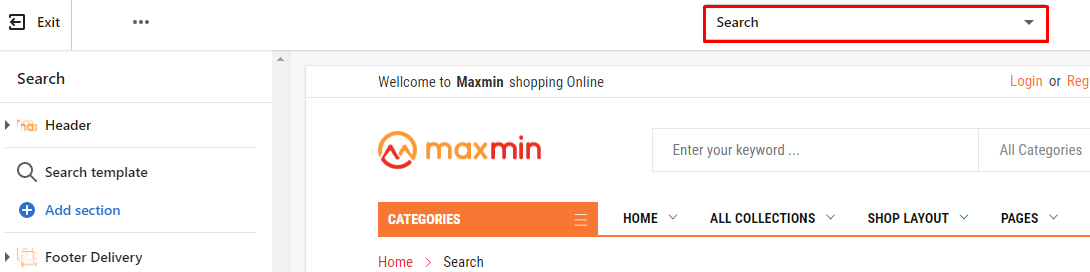 Exit ••• Search
Search
Header
Search template
Add section
Footer Delivery
Wellcome to Maxmin shopping Online Login or Reg
maxmin Enter your keyword ... All Categories
CATEGORIES HOME ALL COLLECTIONS SHOP LAYOUT PAGES
Home > Search